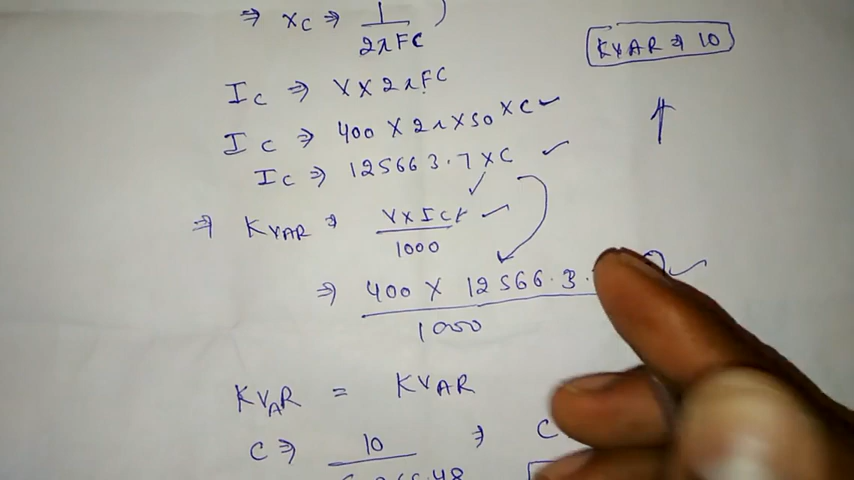 ⇒ XC ⇒ 1 / 2πFC )
KVAR ⇒ 10
IC ⇒ V X 2πFC
IC ⇒ 400 X 2π X 50 X C ✓
IC ⇒ 125663.7 X C ✓
⇒ KVAR ⇒ V X IC / 1000 ✓
⇒ 400 X 12566.3. / 1000
KVAR = KVAR
C ⇒ 10 ⇒ C